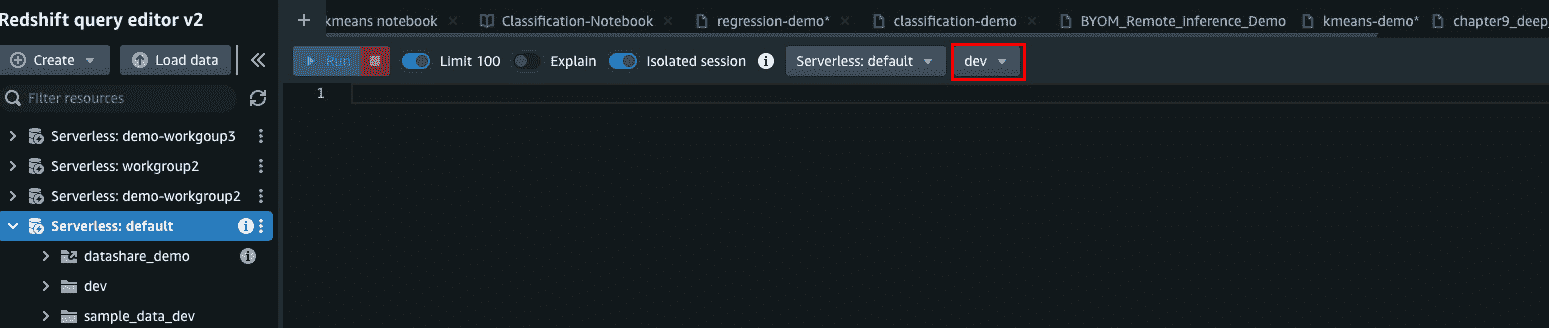 Redshift query editor v2
Create
Load data
Filter resources
Serverless: demo-workgoup3
Serverless: workgroup2
Serverless: demo-workgroup2
Serverless: default
datashare_demo
dev
sample_data_dev
kmeans notebook
Classification-Notebook
regression-demo*
classification-demo
BYOM_Remote_Inference_Demo
kmeans-demo*
chapter9_deep_
Run
Limit 100
Explain
Isolated session
Serverless: default
dev
1